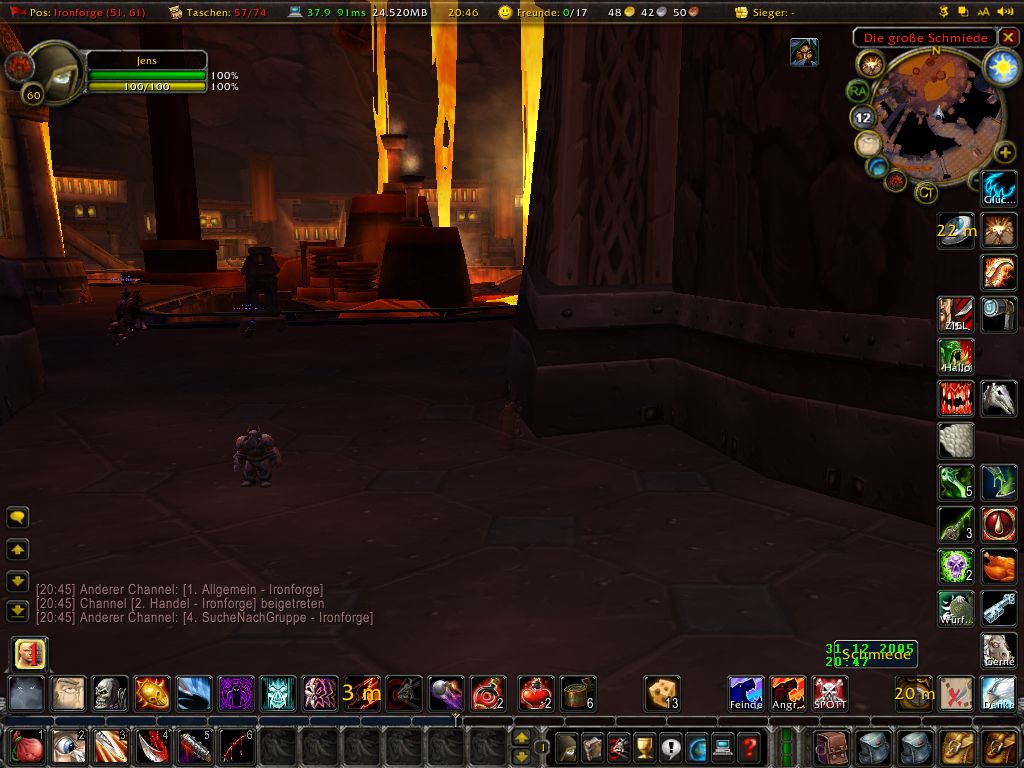 Pos: Ironforge (51, 61) Taschen: 57/74 37.9 91ms 24.520MB 20:46 Freunde: 0/17 48 42 50 Sieger: -
Die große Schmiede
Jens
100%
100/100 100%
60
N
RA
12
CT
Glüc...
22 m
ZIEL
Hallo
5
3
2
Würf...
Gerne
[20:45] Anderer Channel: [1. Allgemein - Ironforge]
[20:45] Channel [2. Handel - Ironforge] beigetreten
[20:45] Anderer Channel: [4. SucheNachGruppe - Ironforge]
31.12.2005
Schmiede
20:47
3 m
2
2
6
13
Feinde
Angr...
SPOTT
20 m
Danke
1
2
3
4
5
6
1